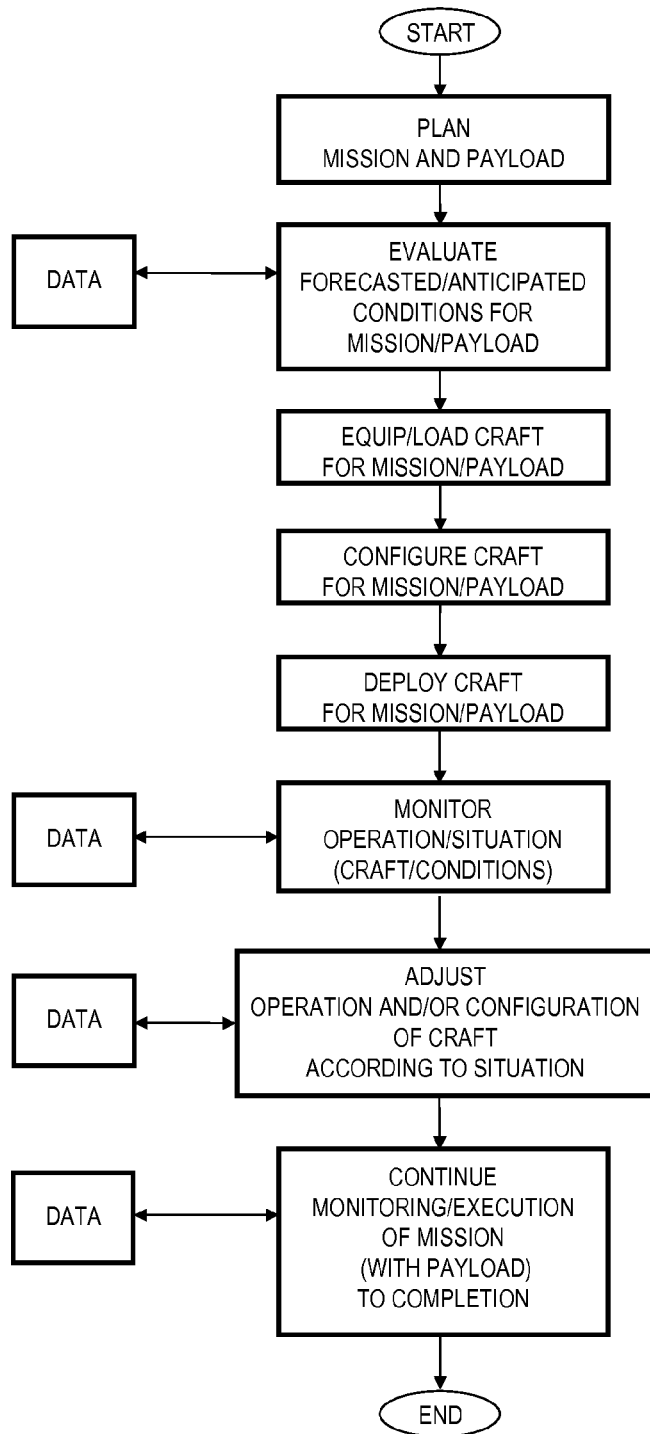 START
PLAN
MISSION AND PAYLOAD
DATA
EVALUATE
FORECASTED/ANTICIPATED
CONDITIONS FOR
MISSION/PAYLOAD
EQUIP/LOAD CRAFT
FOR MISSION/PAYLOAD
CONFIGURE CRAFT
FOR MISSION/PAYLOAD
DEPLOY CRAFT
FOR MISSION/PAYLOAD
DATA
MONITOR
OPERATION/SITUATION
(CRAFT/CONDITIONS)
DATA
ADJUST
OPERATION AND/OR CONFIGURATION
OF CRAFT
ACCORDING TO SITUATION
DATA
CONTINUE
MONITORING/EXECUTION
OF MISSION
(WITH PAYLOAD)
TO COMPLETION
END